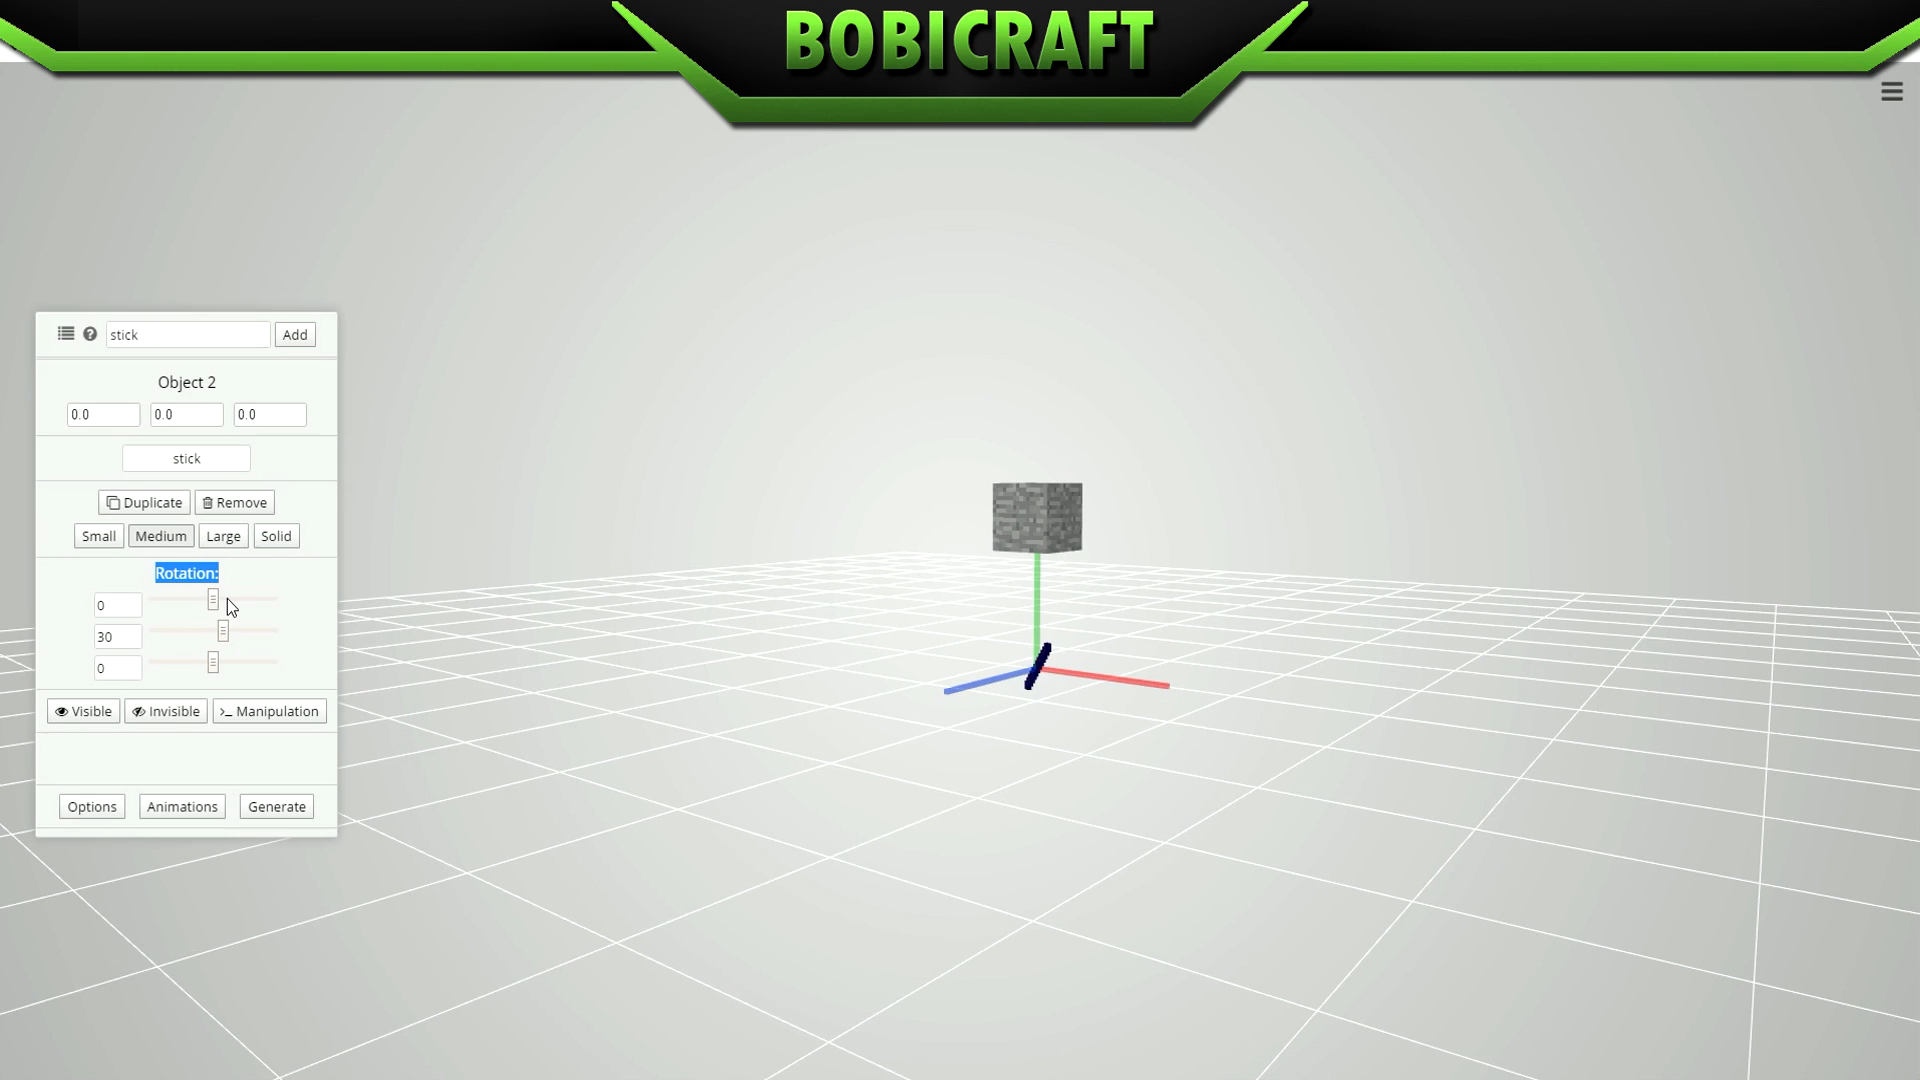 BOBICRAFT
stick Add
Object 2
0.0 0.0 0.0
stick
Duplicate Remove
Small Medium Large Solid
Rotation:
0
30
0
Visible Invisible >_ Manipulation
Options Animations Generate